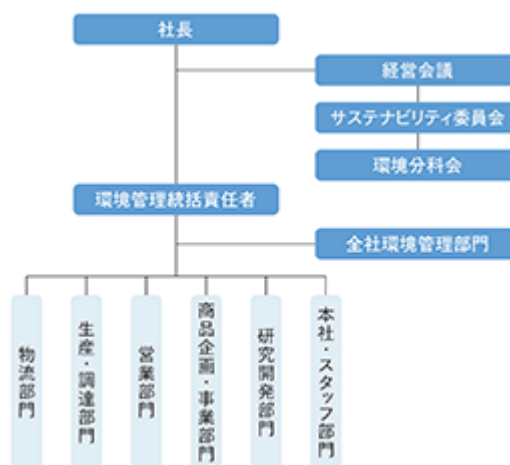 社長
経営会議
サステナビリティ委員会
環境分科会
環境管理統括責任者
全社環境管理部門
物流部門
生産・調達部門
営業部門
商品企画・事業部門
研究開発部門
本社・スタッフ部門